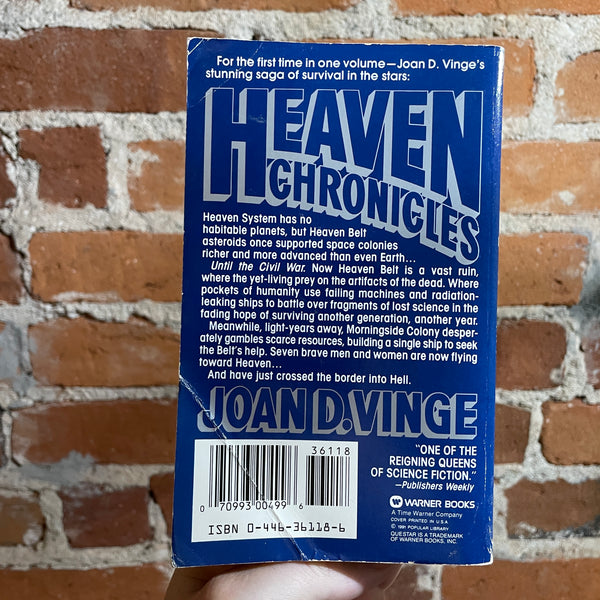 For the first time in one volume—Joan D. Vinge's
stunning saga of survival in the stars:
HEAVEN
CHRONICLES
Heaven System has no
habitable planets, but Heaven Belt
asteroids once supported space colonies
richer and more advanced than even Earth...
Until the Civil War. Now Heaven Belt is a vast ruin,
Where the yet-living prey on the artifacts of the dead. Where
pockets of humanity use failing machines and radiation-
leaking ships to battle over fragments of lost science in the
fading hope of surviving another generation, another year.
Meanwhile, light-years away, Morningside Colony desper-
ately gambles scarce resources, building a single ship to seek
the Belt's help. Seven brave men and women are now flying
toward Heaven...
And have just crossed the border into Hell.
JOAN D. VINGE
36118
0 70993 00499 6
ISBN 0-446-36118-6
"ONE OF THE
REIGNING QUEENS
OF SCIENCE FICTION."
—Publishers Weekly
WARNER BOOKS
A Time Warner Company
COVER PRINTED IN U.S.A.
© 1991 POPULAR LIBRARY
QUESTAR IS A TRADEMARK
OF WARNER BOOKS, INC.